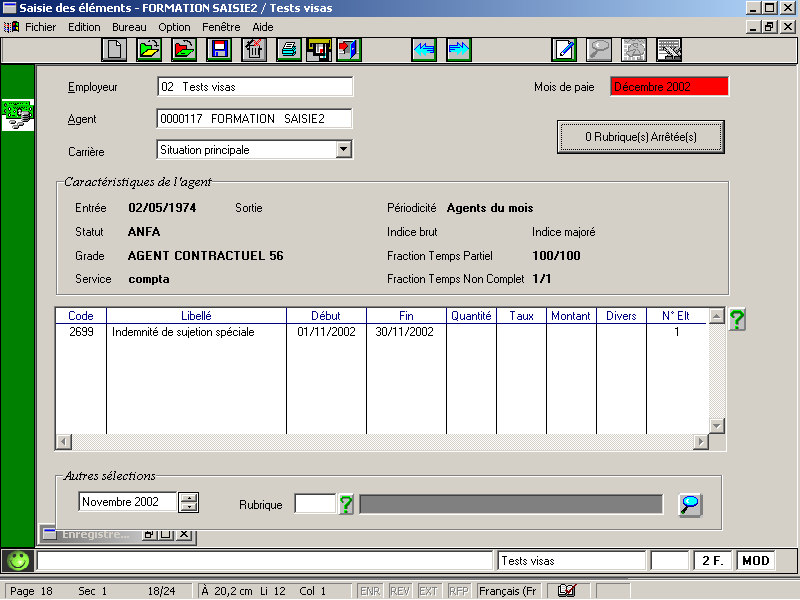 Saisie des éléments - FORMATION SAISIE2 / Tests visas
Fichier Edition Bureau Option Fenêtre Aide
Employeur 02 Tests visas Mois de paie Décembre 2002
Agent 0000117 FORMATION SAISIE2
0 Rubrique(s) Arrêtée(s)
Carrière Situation principale
Caractéristiques de l'agent
Entrée 02/05/1974 Sortie Périodicité Agents du mois
Statut ANFA Indice brut Indice majoré
Grade AGENT CONTRACTUEL 56 Fraction Temps Partiel 100/100
Service compta Fraction Temps Non Complet 1/1
Code Libellé Début Fin Quantité Taux Montant Divers N° Elt
2699 Indemnité de sujetion spéciale 01/11/2002 30/11/2002 1
Autres sélections
Novembre 2002 Rubrique
Enregistre...
Tests visas 2 F. MOD
Page 18 Sec 1 18/24 À 20,2 cm Li 12 Col 1 ENR REV EXT RFP Français (Fr